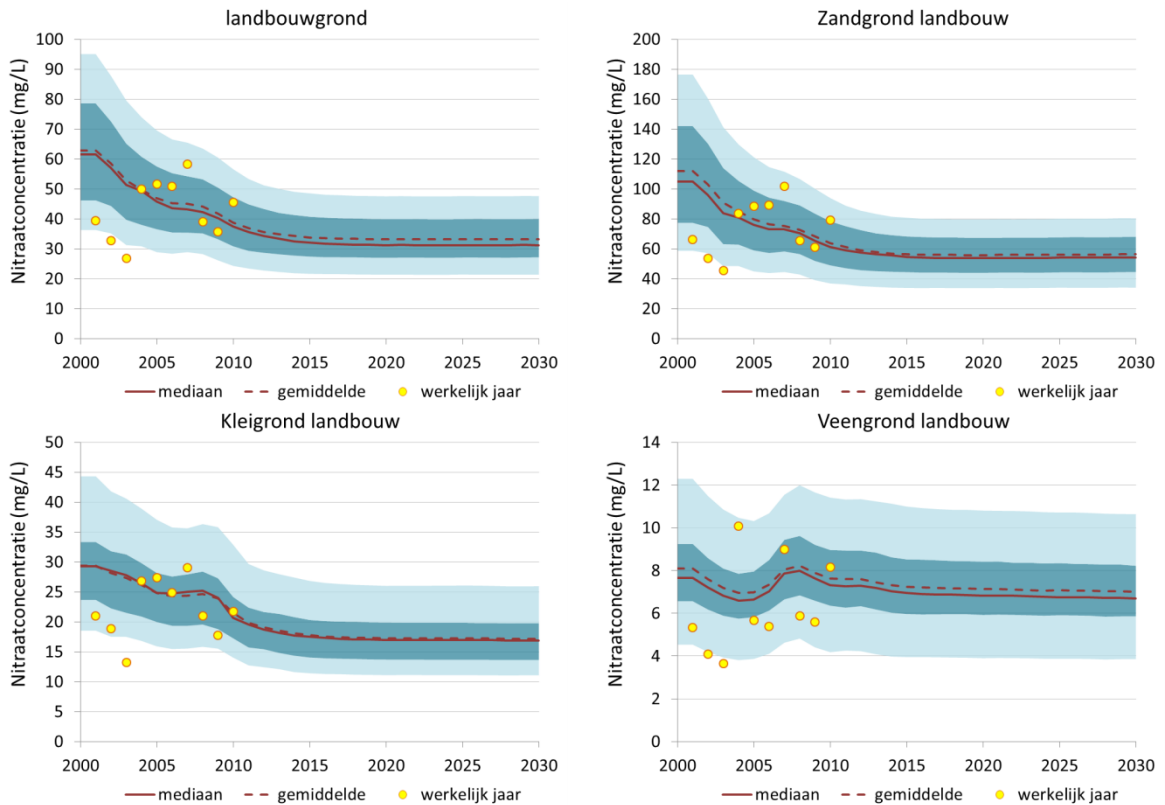 landbouwgrond
Nitraatconcentratie (mg/L)
100
90
80
70
60
50
40
30
20
10
0
2000 2005 2010 2015 2020 2025 2030
mediaan gemiddelde werkelijk jaar
Zandgrond landbouw
Nitraatconcentratie (mg/L)
200
180
160
140
120
100
80
60
40
20
0
2000 2005 2010 2015 2020 2025 2030
mediaan gemiddelde werkelijk jaar
Kleigrond landbouw
Nitraatconcentratie (mg/L)
50
45
40
35
30
25
20
15
10
5
0
2000 2005 2010 2015 2020 2025 2030
mediaan gemiddelde werkelijk jaar
Veengrond landbouw
Nitraatconcentratie (mg/L)
14
12
10
8
6
4
2
0
2000 2005 2010 2015 2020 2025 2030
mediaan gemiddelde werkelijk jaar